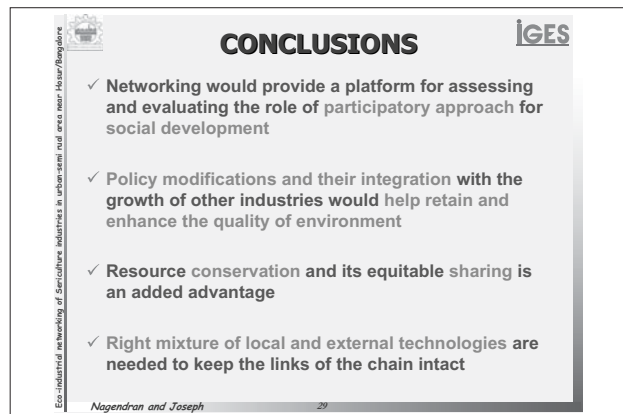 Eco-industrial networking of Sericulture industries in urban-semi rual area near Hosur/Bangalore
CONCLUSIONS
iGES
✓ Networking would provide a platform for assessing
and evaluating the role of participatory approach for
social development
✓ Policy modifications and their integration with the
growth of other industries would help retain and
enhance the quality of environment
✓ Resource conservation and its equitable sharing is
an added advantage
✓ Right mixture of local and external technologies are
needed to keep the links of the chain intact
Nagendran and Joseph 29